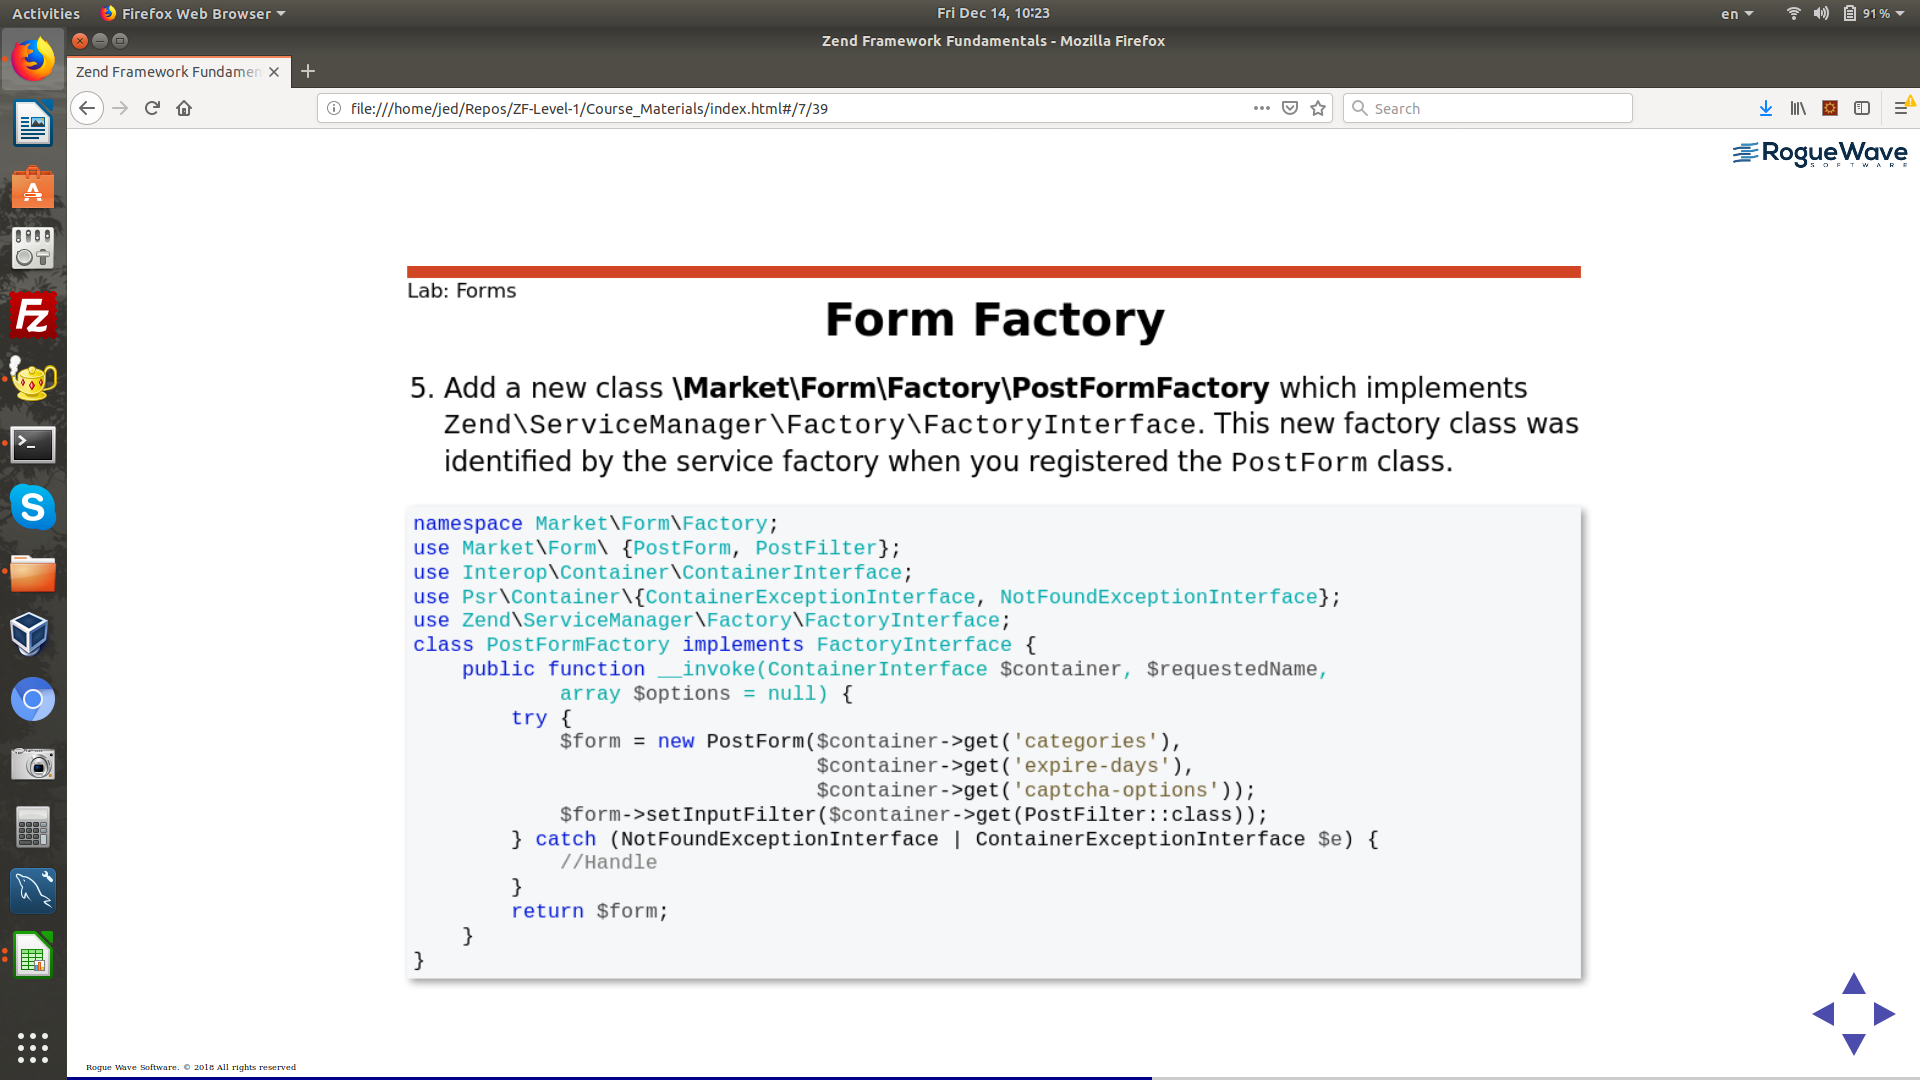 Activities Firefox Web Browser Fri Dec 14, 10:23 en 91%
Zend Framework Fundamentals - Mozilla Firefox
Zend Framework Fundamen
file:///home/jed/Repos/ZF-Level-1/Course_Materials/index.html#/7/39 Search
RogueWave
SOFTWARE
Lab: Forms
Form Factory
5. Add a new class \Market\Form\Factory\PostFormFactory which implements
Zend\ServiceManager\Factory\FactoryInterface. This new factory class was
identified by the service factory when you registered the PostForm class.
namespace Market\Form\Factory;
use Market\Form\ {PostForm, PostFilter};
use Interop\Container\ContainerInterface;
use Psr\Container\{ContainerExceptionInterface, NotFoundExceptionInterface};
use Zend\ServiceManager\Factory\FactoryInterface;
class PostFormFactory implements FactoryInterface {
    public function __invoke(ContainerInterface $container, $requestedName,
            array $options = null) {
        try {
            $form = new PostForm($container->get('categories'),
                                 $container->get('expire-days'),
                                 $container->get('captcha-options'));
            $form->setInputFilter($container->get(PostFilter::class));
        } catch (NotFoundExceptionInterface | ContainerExceptionInterface $e) {
            //Handle
        }
        return $form;
    }
}
Rogue Wave Software. © 2018 All rights reserved